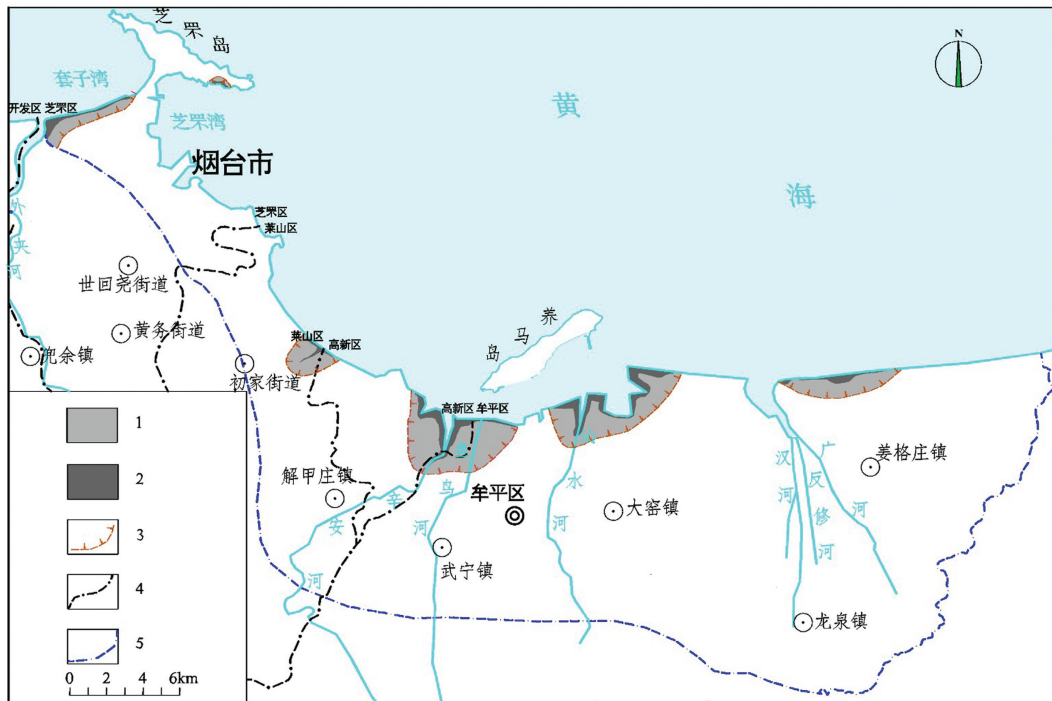 芝罘岛
N
套子湾
黄
开发区 芝罘区
芝罘湾
烟台市
海
外夹河
芝罘区
莱山区
世回尧街道
黄务街道
养马岛
莱山区
高新区
兜余镇
初家街道
高新区 牟平区
1
2
3
4
5
0 2 4 6km
解甲庄镇
辛安河
鸟河
牟平区
武宁镇
水河
大窑镇
汉河
反修河
广河
姜格庄镇
龙泉镇